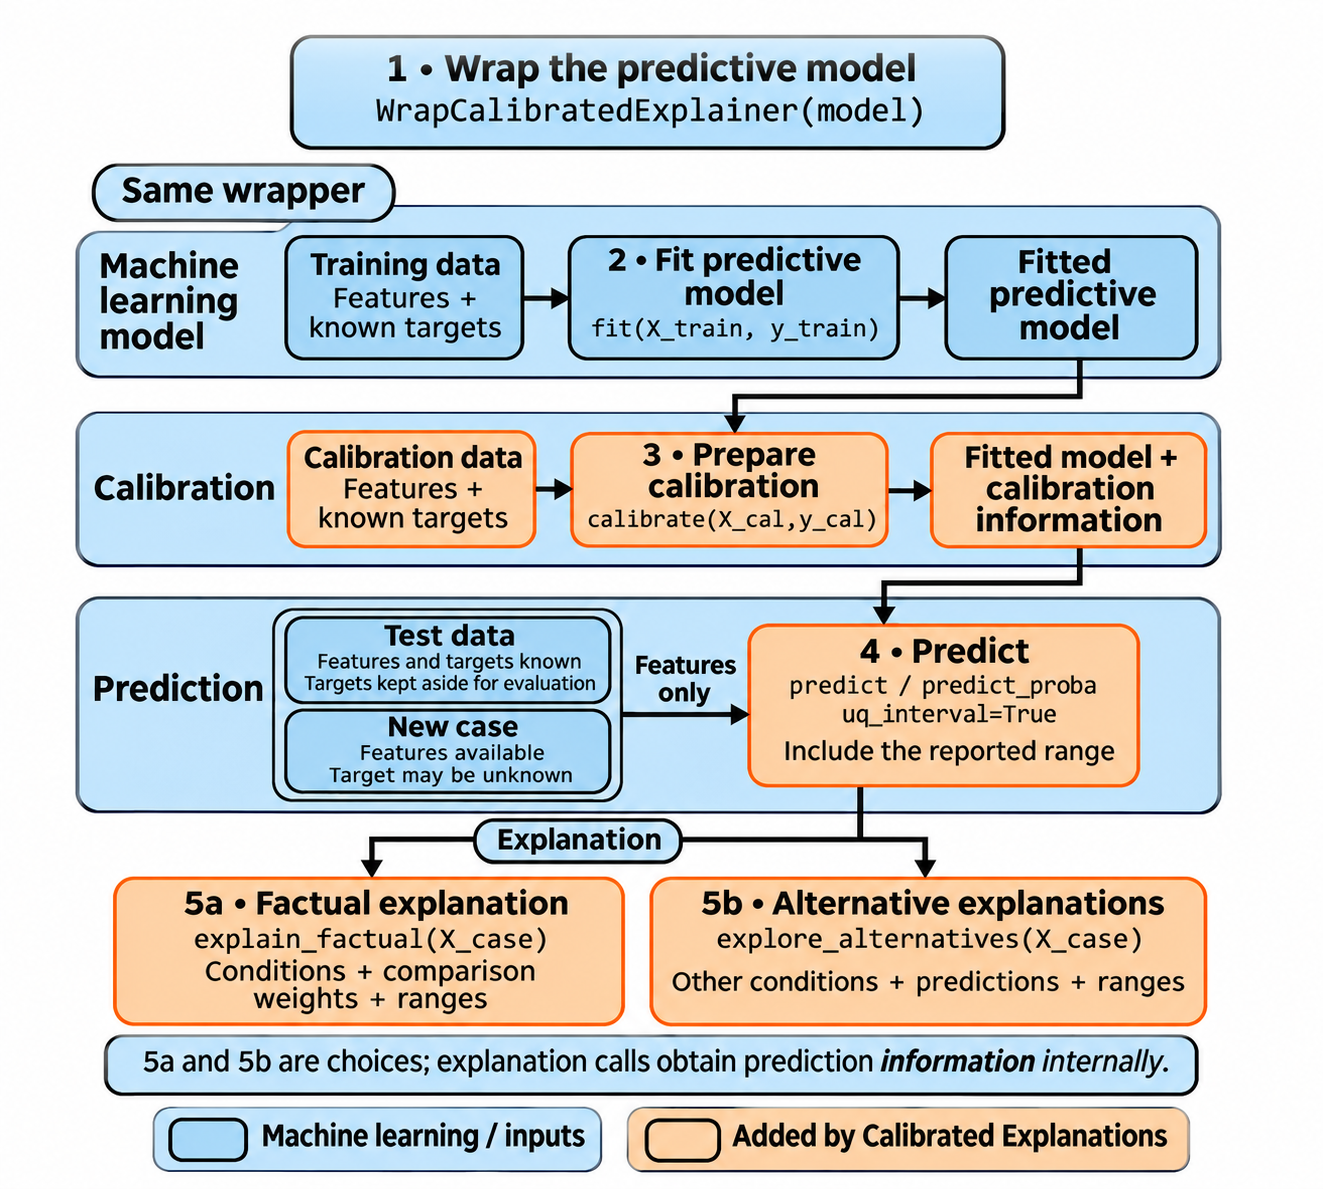 1 • Wrap the predictive model
WrapCalibratedExplainer(model)
Same wrapper
Machine
learning
model
Training data
Features +
known targets
2 • Fit predictive
model
fit(X_train, y_train)
Fitted
predictive
model
Calibration
Calibration data
Features +
known targets
3 • Prepare
calibration
calibrate(X_cal,y_cal)
Fitted model +
calibration
information
Prediction
Test data
Features and targets known
Targets kept aside for evaluation
New case
Features available
Target may be unknown
Features
only
4 • Predict
predict / predict_proba
uq_interval=True
Include the reported range
Explanation
5a • Factual explanation
explain_factual(X_case)
Conditions + comparison
weights + ranges
5b • Alternative explanations
explore_alternatives(X_case)
Other conditions + predictions + ranges
5a and 5b are choices; explanation calls obtain prediction information internally.
Machine learning / inputs
Added by Calibrated Explanations